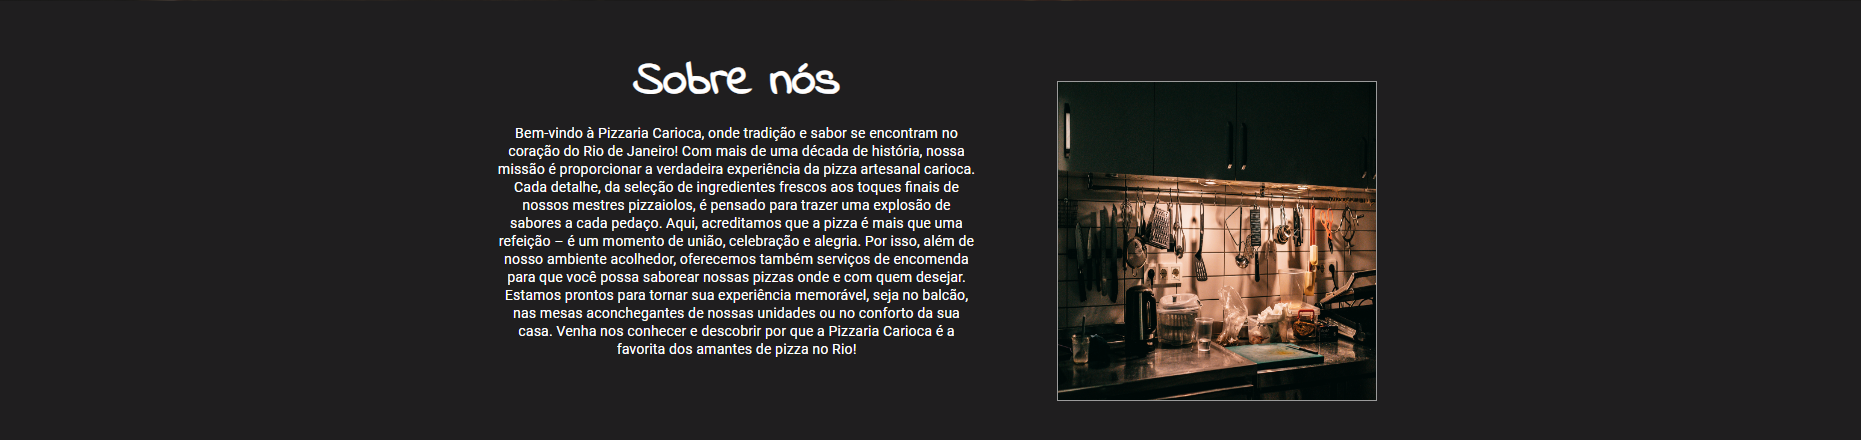 Sobre nós
Bem-vindo à Pizzaria Carioca, onde tradição e sabor se encontram no
coração do Rio de Janeiro! Com mais de uma década de história, nossa
missão é proporcionar a verdadeira experiência da pizza artesanal carioca.
Cada detalhe, da seleção de ingredientes frescos aos toques finais de
nossos mestres pizzaiolos, é pensado para trazer uma explosão de
sabores a cada pedaço. Aqui, acreditamos que a pizza é mais que uma
refeição – é um momento de união, celebração e alegria. Por isso, além de
nosso ambiente acolhedor, oferecemos também serviços de encomenda
para que você possa saborear nossas pizzas onde e com quem desejar.
Estamos prontos para tornar sua experiência memorável, seja no balcão,
nas mesas aconchegantes de nossas unidades ou no conforto da sua
casa. Venha nos conhecer e descobrir por que a Pizzaria Carioca é a
favorita dos amantes de pizza no Rio!